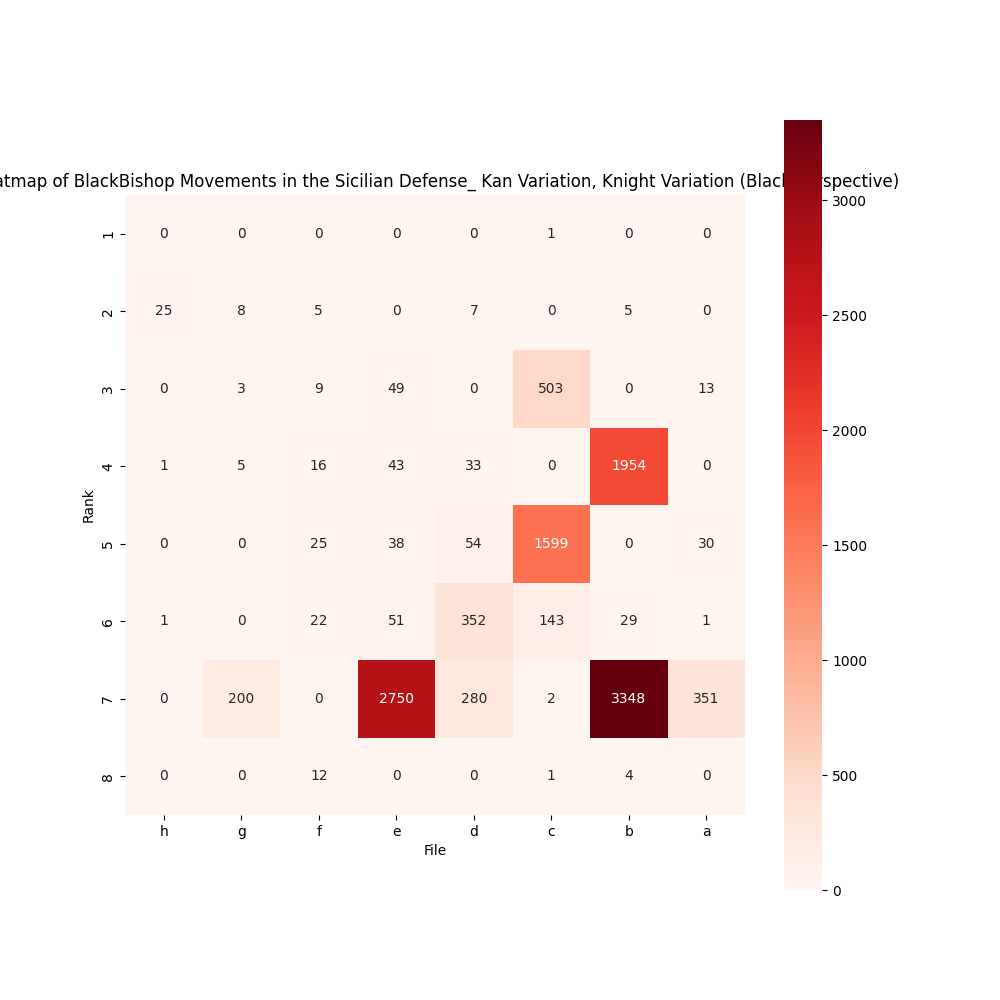 atmap of BlackBishop Movements in the Sicilian Defense_ Kan Variation, Knight Variation (Blac rspective)
3000
1 0 0 0 0 0 1 0 0
2 25 8 5 0 7 0 5 0
2500
3 0 3 9 49 0 503 0 13
2000
4 1 5 16 43 33 0 1954 0
Rank
1500
5 0 0 25 38 54 1599 0 30
1000
6 1 0 22 51 352 143 29 1
7 0 200 0 2750 280 2 3348 351
500
8 0 0 12 0 0 1 4 0
h g f e d c b a
File
0